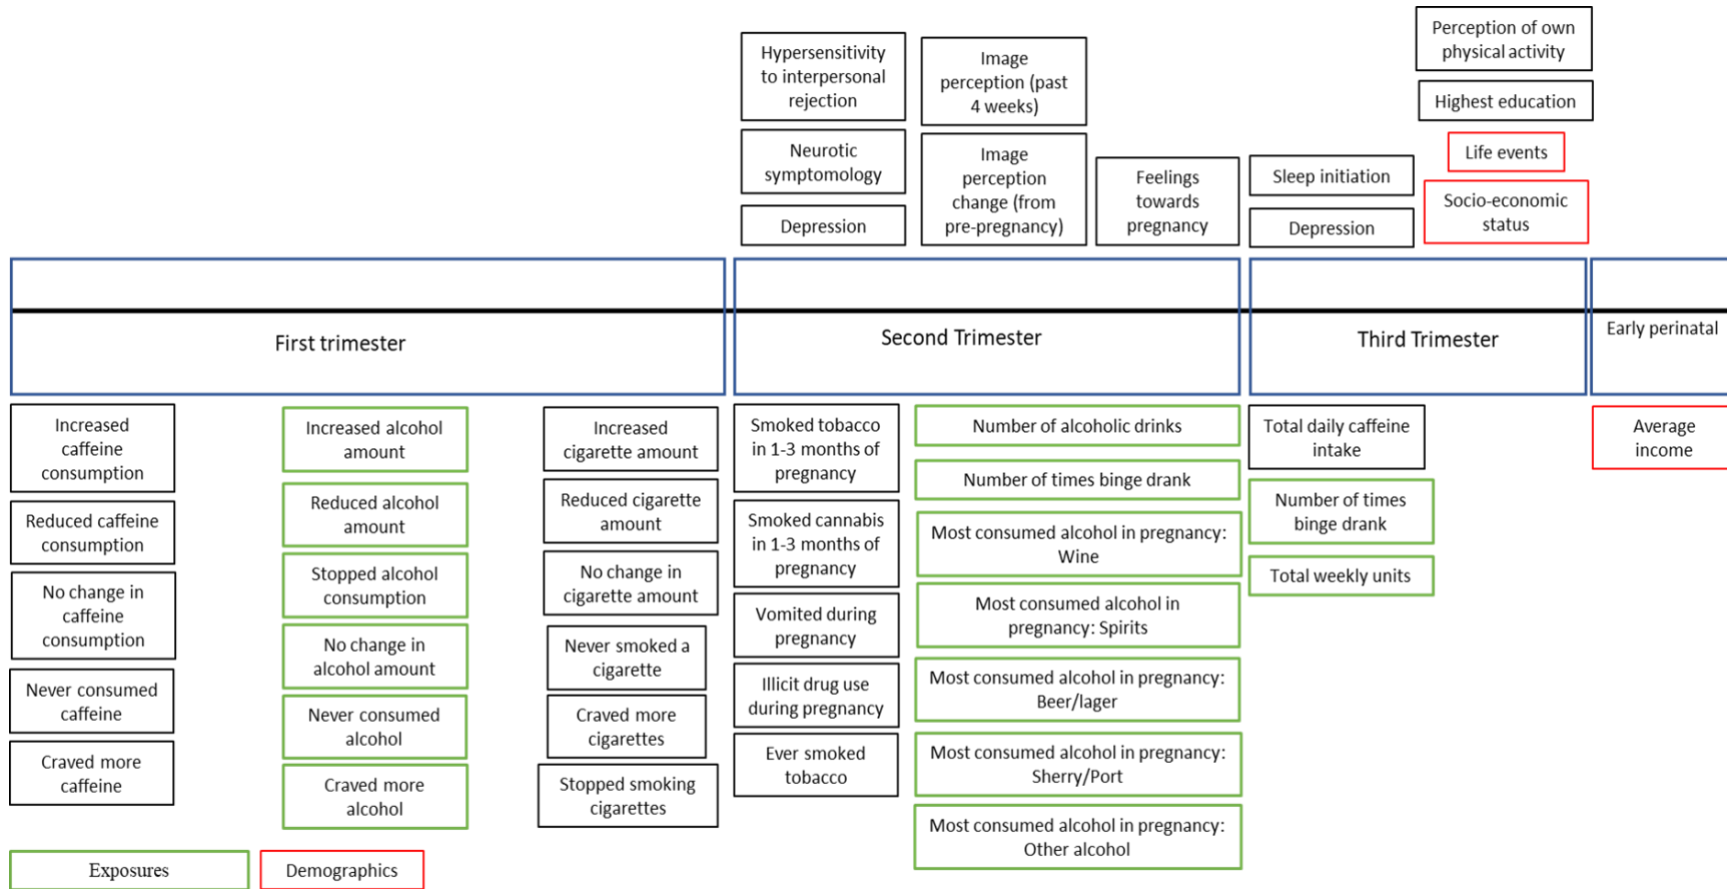 Hypersensitivity
to interpersonal
rejection
Neurotic
symptomology
Depression
Image
perception (past
4 weeks)
Image
perception
change (from
pre-pregnancy)
Feelings
towards
pregnancy
Sleep initiation
Depression
Perception of own
physical activity
Highest education
Life events
Socio-economic
status
First trimester
Second Trimester
Third Trimester
Early perinatal
Increased
caffeine
consumption
Reduced caffeine
consumption
No change in
caffeine
consumption
Never consumed
caffeine
Craved more
caffeine
Increased alcohol
amount
Reduced alcohol
amount
Stopped alcohol
consumption
No change in
alcohol amount
Never consumed
alcohol
Craved more
alcohol
Increased
cigarette amount
Reduced cigarette
amount
No change in
cigarette amount
Never smoked a
cigarette
Craved more
cigarettes
Stopped smoking
cigarettes
Smoked tobacco
in 1-3 months of
pregnancy
Smoked cannabis
in 1-3 months of
pregnancy
Vomited during
pregnancy
Illicit drug use
during pregnancy
Ever smoked
tobacco
Number of alcoholic drinks
Number of times binge drank
Most consumed alcohol in pregnancy:
Wine
Most consumed alcohol in
pregnancy: Spirits
Most consumed alcohol in pregnancy:
Beer/lager
Most consumed alcohol in pregnancy:
Sherry/Port
Most consumed alcohol in pregnancy:
Other alcohol
Total daily caffeine
intake
Number of times
binge drank
Total weekly units
Average
income
Exposures
Demographics